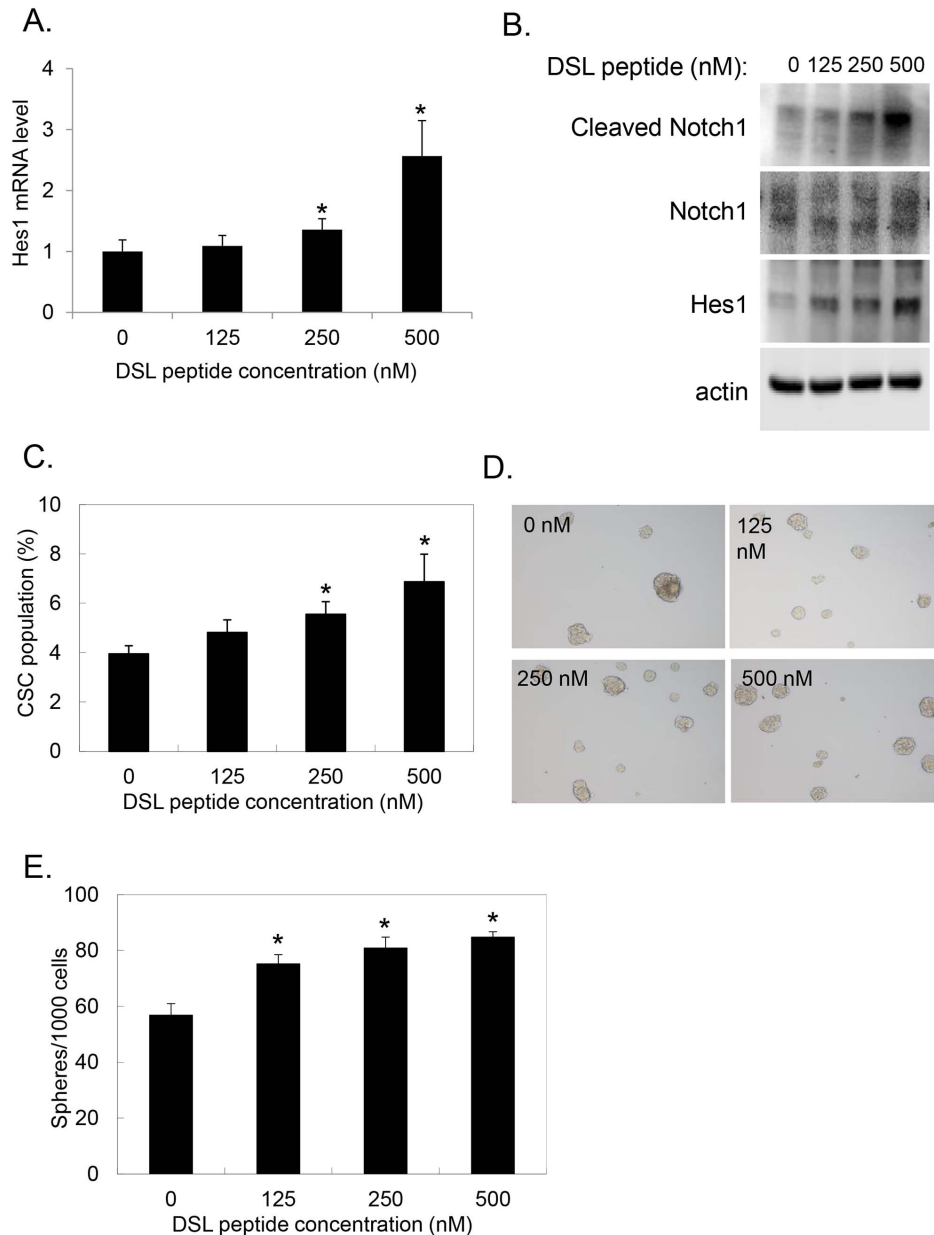 A.
Hes1 mRNA level
4
3
2
1
0
*
*
0 125 250 500
DSL peptide concentration (nM)
B.
DSL peptide (nM): 0 125 250 500
Cleaved Notch1
Notch1
Hes1
actin
C.
CSC population (%)
10
8
6
4
2
0
*
*
0 125 250 500
DSL peptide concentration (nM)
D.
0 nM
125
nM
250 nM
500 nM
E.
Spheres/1000 cells
100
80
60
40
20
0
*
*
*
0 125 250 500
DSL peptide concentration (nM)